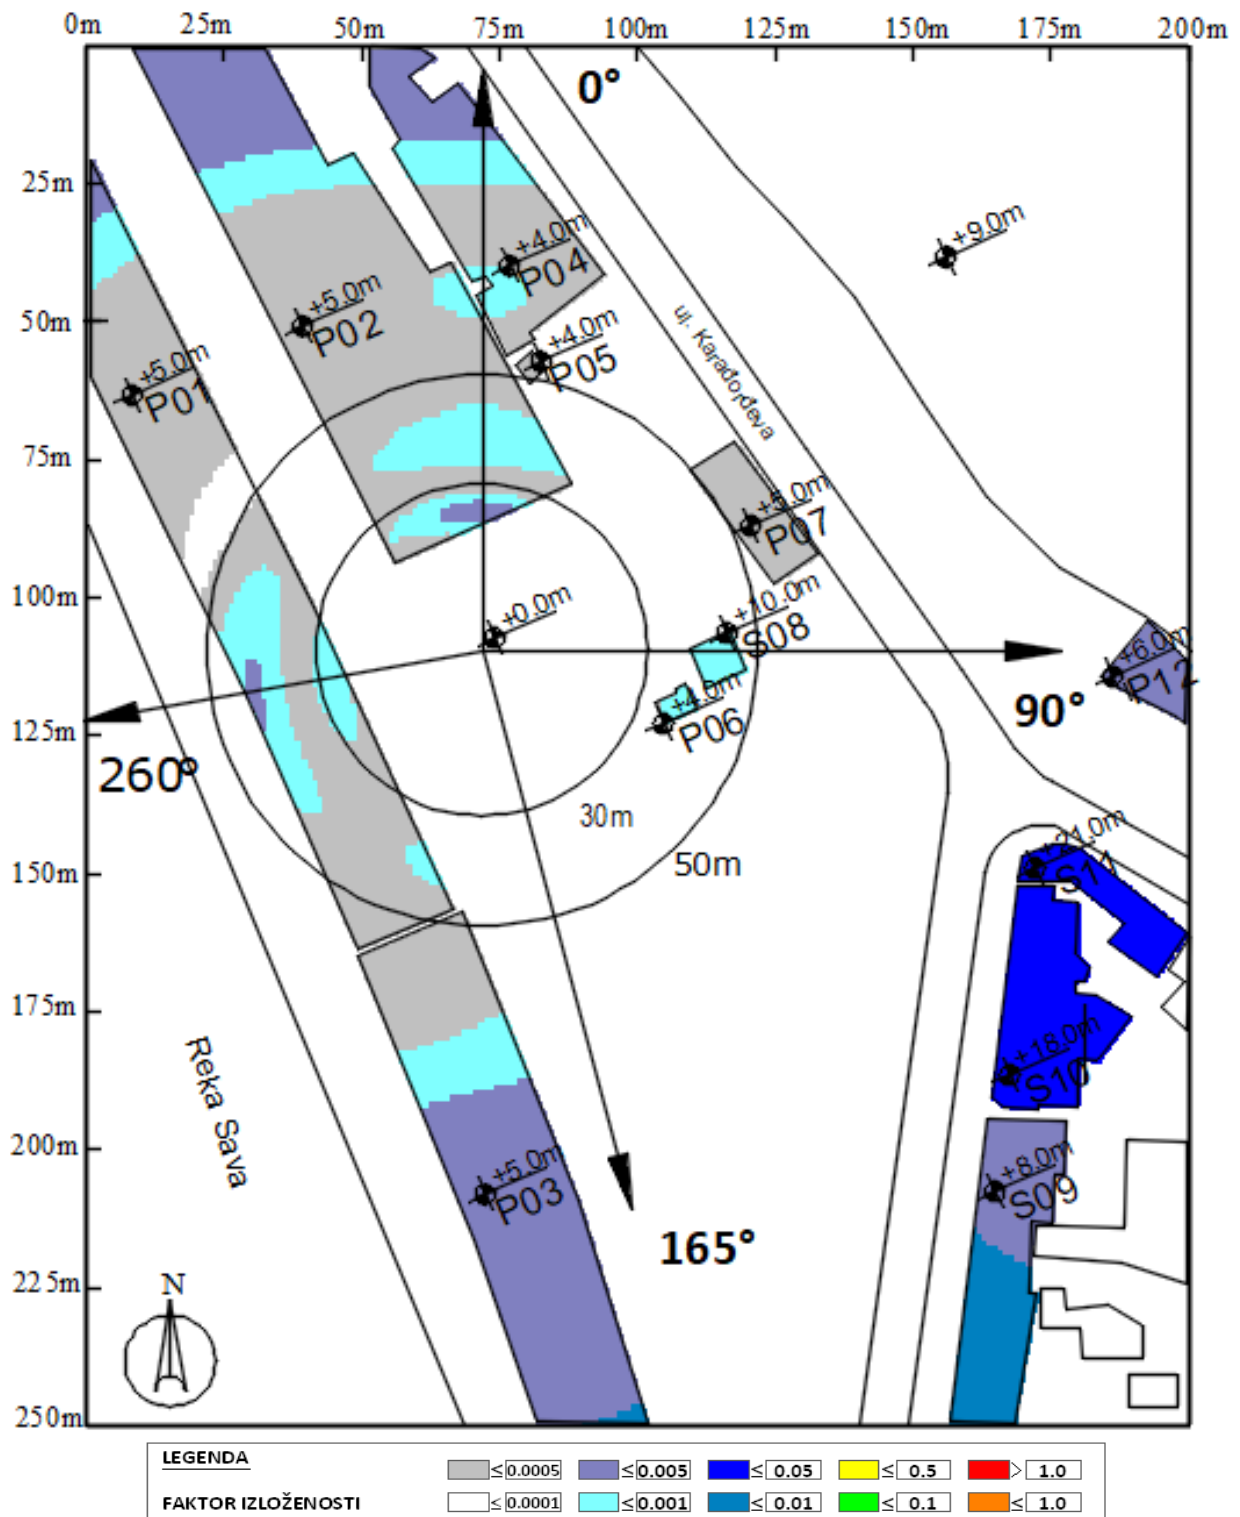 0m 25m 50m 75m 100m 125m 150m 175m 200m
0°
+9.0m
25m
+4.0m
P04
+5.0m
P02
50m
+4.0m
P05
ul. Karađorđeva
+5.0m
P01
75m
+5.0m
P07
100m
+0.0m
+10.0m
S08
+6.0m
P12
+4.0m
P06
90°
125m
260°
30m
50m
+21.0m
S11
150m
175m
+18.0m
S10
Reka Sava
200m
+5.0m
P03
+8.0m
S09
165°
225m
N
250m
LEGENDA
≤ 0.0005 ≤ 0.005 ≤ 0.05 ≤ 0.5 > 1.0
FAKTOR IZLOŽENOSTI
≤ 0.0001 ≤ 0.001 ≤ 0.01 ≤ 0.1 ≤ 1.0